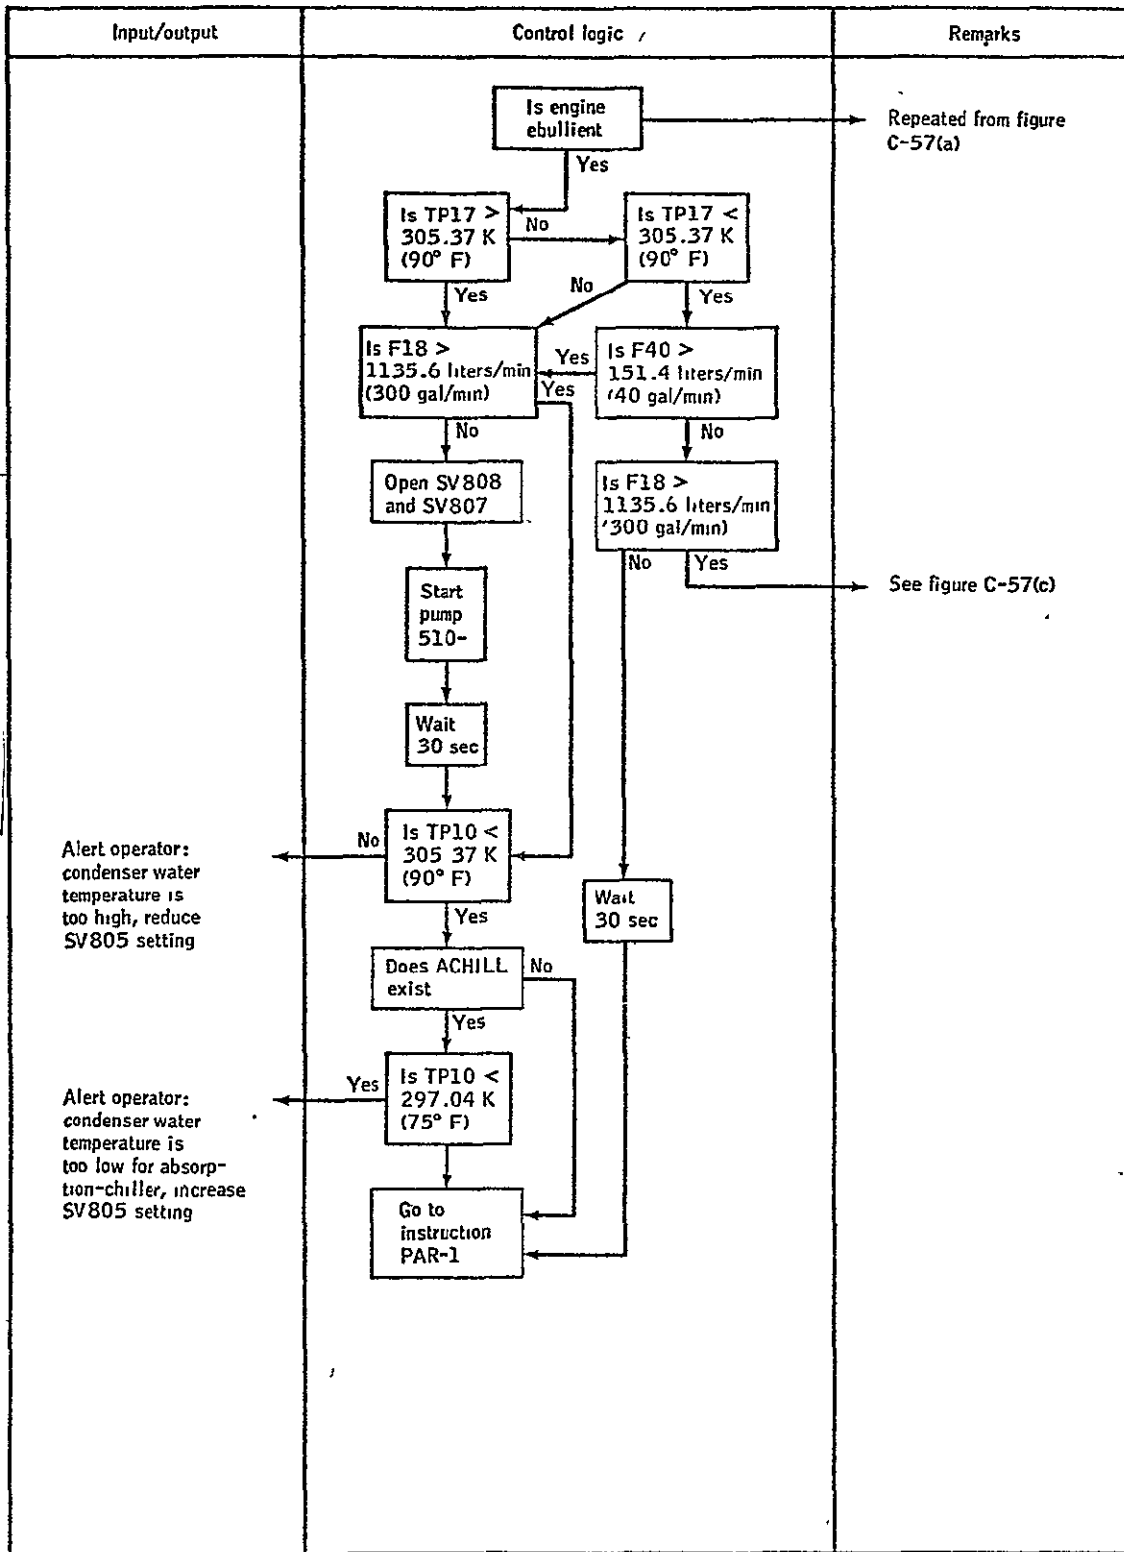 Input/output
Control logic
Remarks
Is engine
ebullient
Repeated from figure
C-57(a)
Yes
Is TP17 >
305.37 K
(90° F)
No
Is TP17 <
305.37 K
(90° F)
Yes
No
Yes
Is F18 >
1135.6 liters/min
(300 gal/min)
Yes
Yes
Is F40 >
151.4 liters/min
(40 gal/min)
No
No
Open SV808
and SV807
Is F18 >
1135.6 liters/min
(300 gal/min)
No
Yes
See figure C-57(c)
Start
pump
510-
Wait
30 sec
Is TP10 <
305 37 K
(90° F)
No
Alert operator:
condenser water
temperature is
too high, reduce
SV805 setting
Yes
Wait
30 sec
Does ACHILL
exist
No
Yes
Is TP10 <
297.04 K
(75° F)
Yes
Alert operator:
condenser water
temperature is
too low for absorp-
tion-chiller, increase
SV805 setting
Go to
instruction
PAR-1